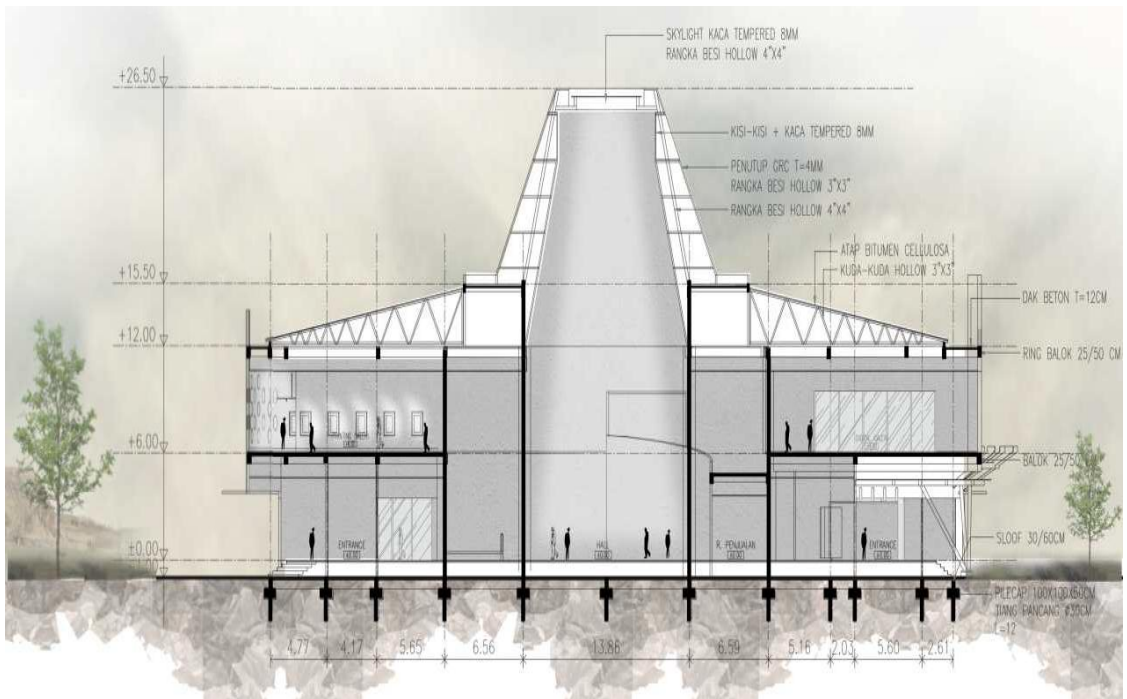 SKYLIGHT KACA TEMPERED 8MM
RANGKA BESI HOLLOW 4"X4"
+26.50
KISI-KISI + KACA TEMPERED 8MM
PENUTUP GRC T=4MM
RANGKA BESI HOLLOW 3"X3"
RANGKA BESI HOLLOW 4"X4"
ATAP BITUMEN CELLULOSA
KUDA-KUDA HOLLOW 3"X3"
+15.50
DAK BETON T=12CM
+12.00
RING BALOK 25/50 CM
+6.00
BALOK 25/50
SLOOF 30/60CM
±0.00
ENTRANCE
HALL
R. PENJUALAN
ENTRANCE
PILECAP 100X100X60CM
TIANG PANCANG
L=12
4.77 4.17 5.65 6.56 13.86 6.59 5.16 2.03 5.60 2.61